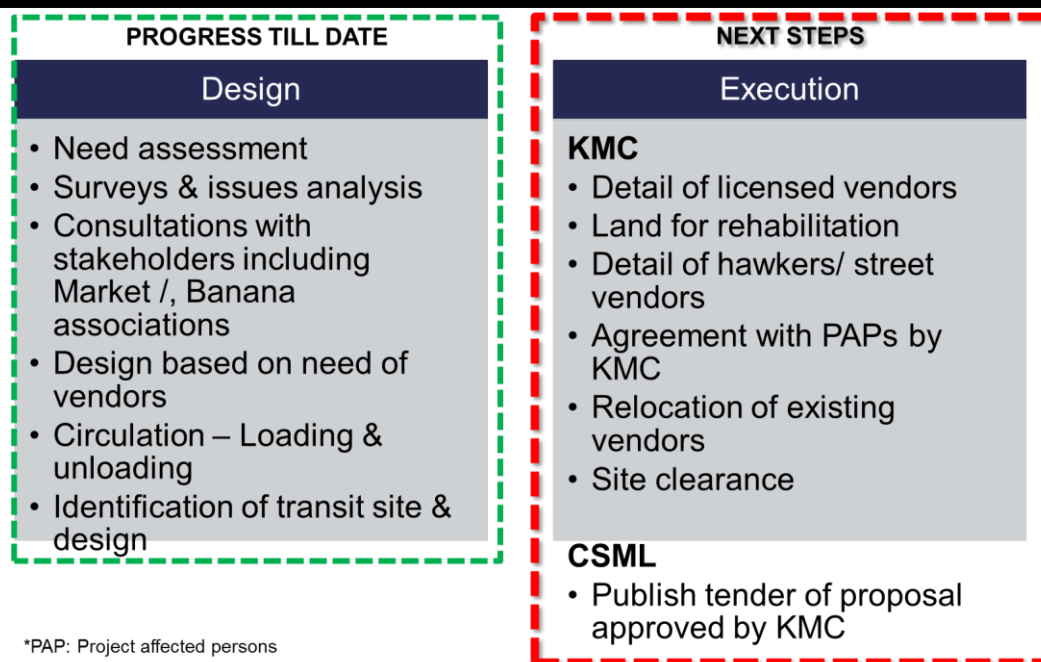 PROGRESS TILL DATE
Design
• Need assessment
• Surveys & issues analysis
• Consultations with
stakeholders including
Market /, Banana
associations
• Design based on need of
vendors
• Circulation – Loading &
unloading
• Identification of transit site &
design
*PAP: Project affected persons
NEXT STEPS
Execution
KMC
• Detail of licensed vendors
• Land for rehabilitation
• Detail of hawkers/ street
vendors
• Agreement with PAPs by
KMC
• Relocation of existing
vendors
• Site clearance
CSML
• Publish tender of proposal
approved by KMC